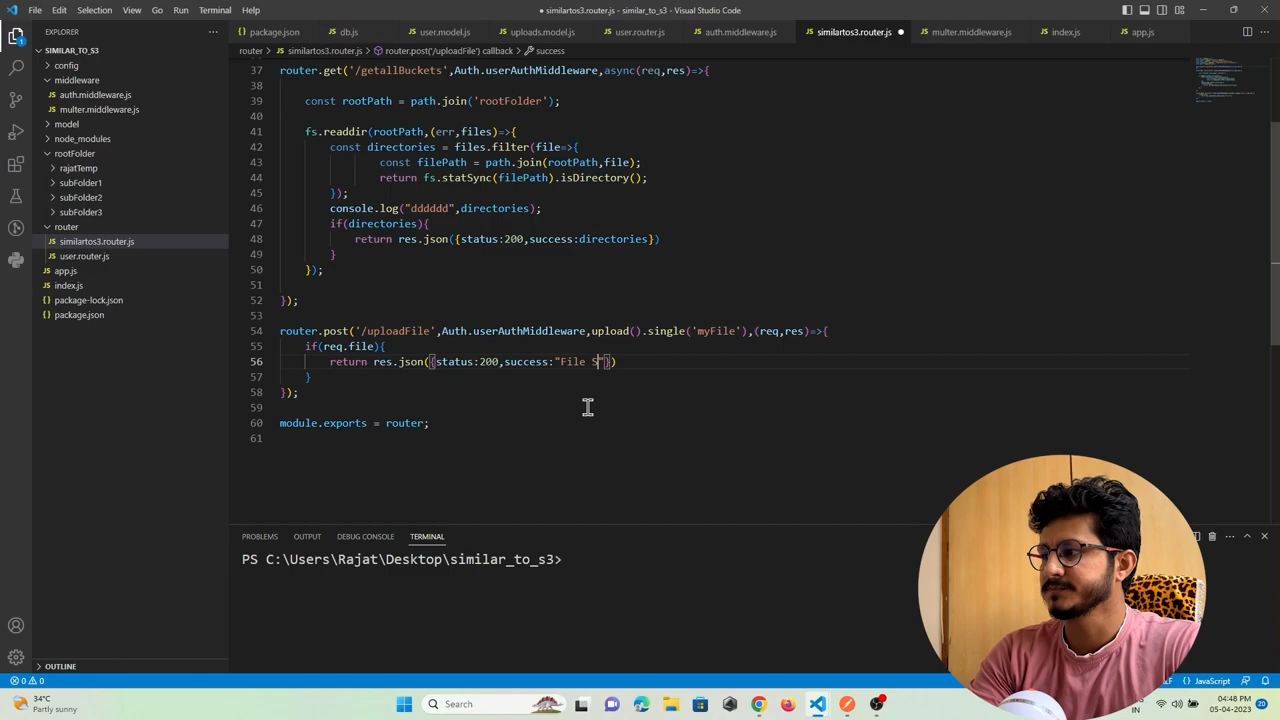 File Edit Selection View Go Run Terminal Help
● similartos3.router.js - similar_to_s3 - Visual Studio Code
EXPLORER
package.json db.js user.model.js uploads.model.js user.router.js auth.middleware.js similartos3.router.js multer.middleware.js index.js app.js
router > similartos3.router.js > router.post('/uploadFile') callback > success
SIMILAR_TO_S3
config
middleware
auth.middleware.js
multer.middleware.js
model
node_modules
rootFolder
rajatTemp
subFolder1
subFolder2
subFolder3
router
similartos3.router.js
user.router.js
app.js
index.js
package-lock.json
package.json
37 router.get('/getallBuckets',Auth.userAuthMiddleware,async(req,res)=>{
38
39 const rootPath = path.join('rootFolder');
40
41 fs.readdir(rootPath,(err,files)=>{
42 const directories = files.filter(file=>{
43 const filePath = path.join(rootPath,file);
44 return fs.statSync(filePath).isDirectory();
45 });
46 console.log("dddddd",directories);
47 if(directories){
48 return res.json({status:200,success:directories})
49 }
50 });
51
52 });
53
54 router.post('/uploadFile',Auth.userAuthMiddleware,upload().single('myFile'),(req,res)=>{
55 if(req.file){
56 return res.json({status:200,success:"File S"})
57 }
58 });
59
60 module.exports = router;
61
PROBLEMS OUTPUT DEBUG CONSOLE TERMINAL
PS C:\Users\Rajat\Desktop\similar_to_s3>
OUTLINE
0 0
JavaScript
34°C
Partly sunny
Search
IN
04:48 PM
05-04-2023
20